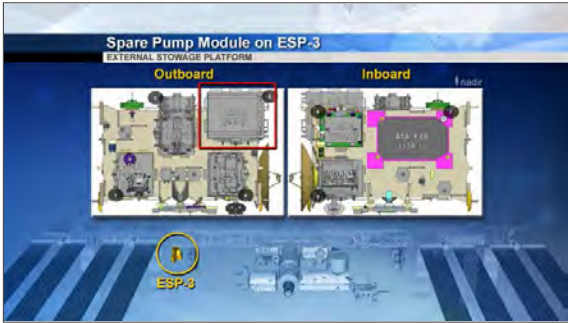 Spare Pump Module on ESP-3
EXTERNAL STOWAGE PLATFORM
Outboard
Inboard
nadir
ESP-3